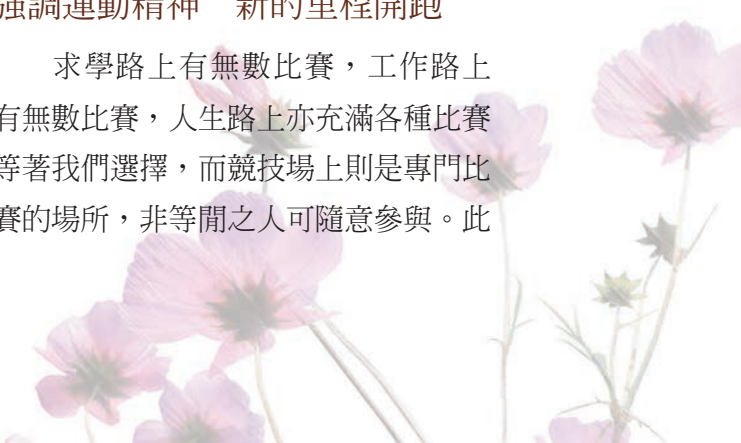 強調運動精神　新的里程開跑
求學路上有無數比賽，工作路上
有無數比賽，人生路上亦充滿各種比賽
等著我們選擇，而競技場上則是專門比
賽的場所，非等閒之人可隨意參與。此